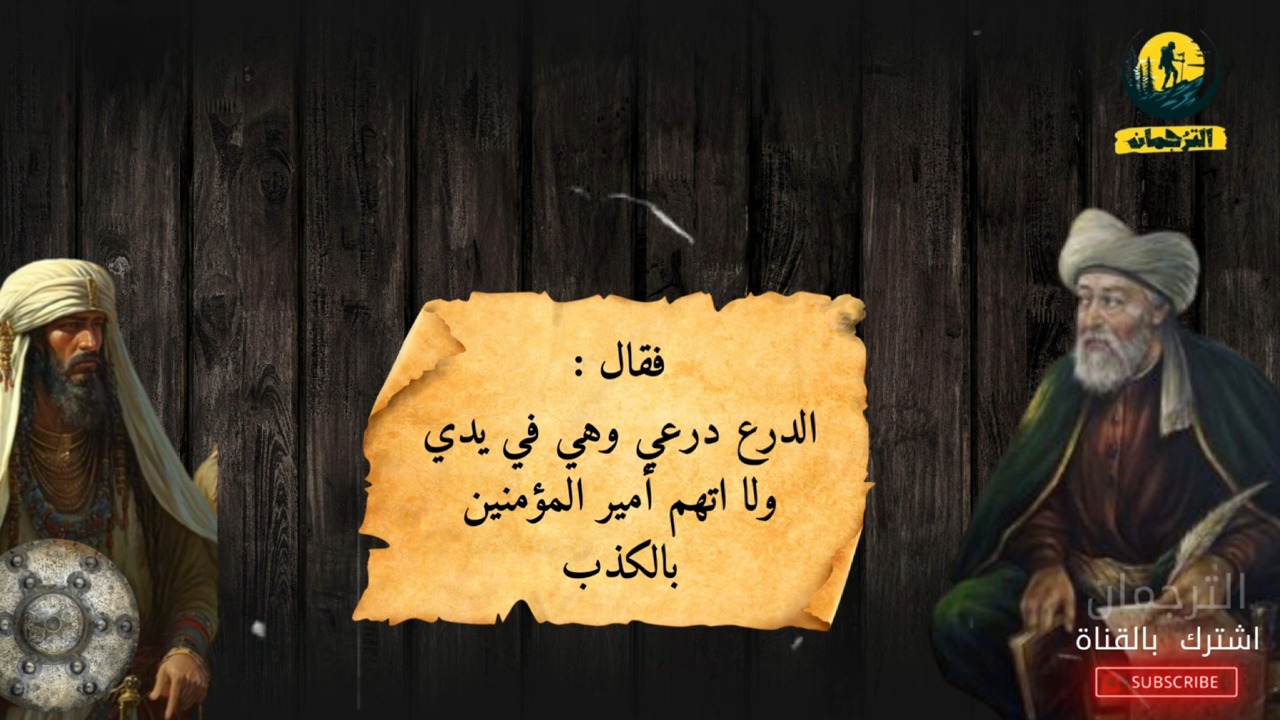 الترجمان
فقال :
الدرع درعي وهي في يدي
ولا اتهم أمير المؤمنين
بالكذب
الترجمان
اشترك بالقناة
SUBSCRIBE